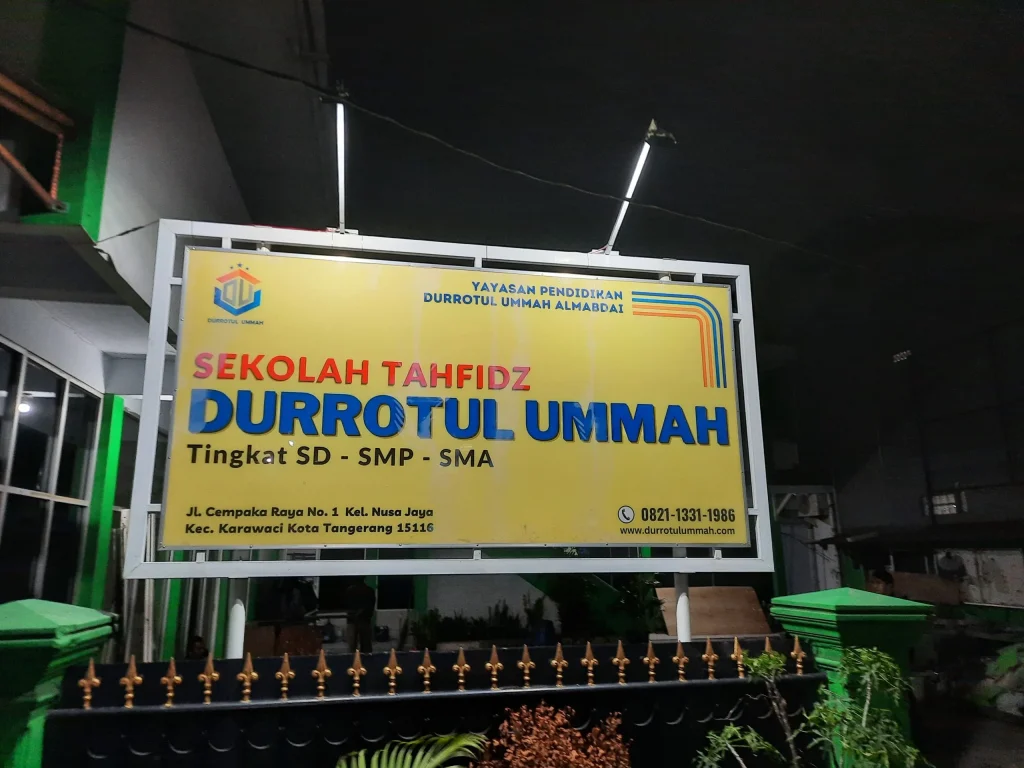 DU
DURROTUL UMMAH
YAYASAN PENDIDIKAN
DURROTUL UMMAH ALMABDAI
SEKOLAH TAHFIDZ
DURROTUL UMMAH
Tingkat SD - SMP - SMA
Jl. Cempaka Raya No. 1 Kel. Nusa Jaya
Kec. Karawaci Kota Tangerang 15116
0821-1331-1986
www.durrotulummah.com